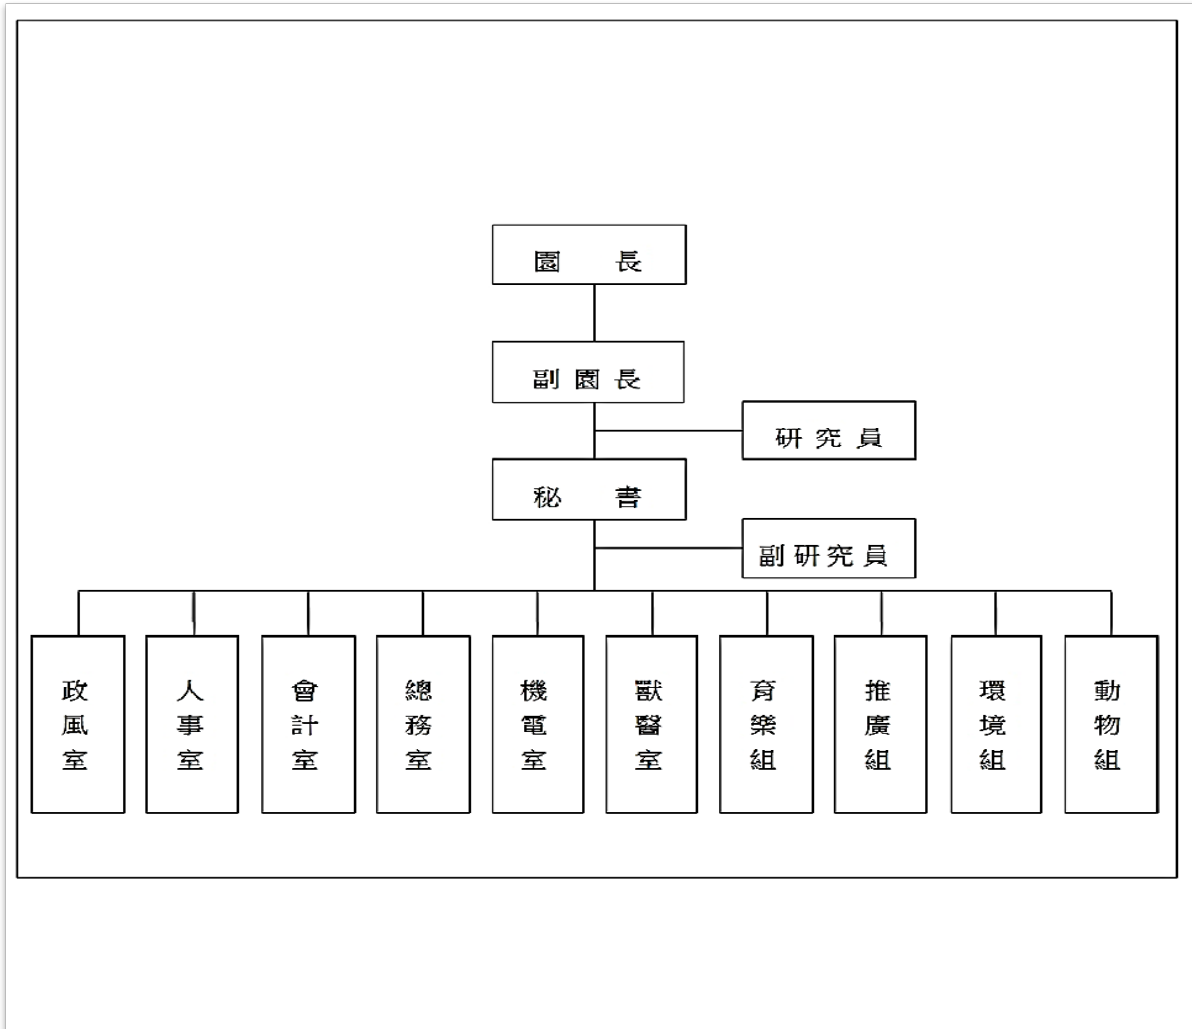 園長
副園長
研究員
秘書
副研究員
政風室
人事室
會計室
總務室
機電室
獸醫室
育樂組
推廣組
環境組
動物組